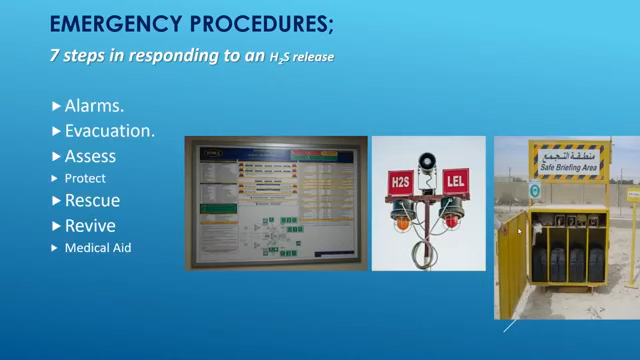 EMERGENCY PROCEDURES;
7 steps in responding to an H₂S release
Alarms.
Evacuation.
Assess
Protect
Rescue
Revive
Medical Aid
H2S
LEL
منطقة التجمع
Safe Briefing Area